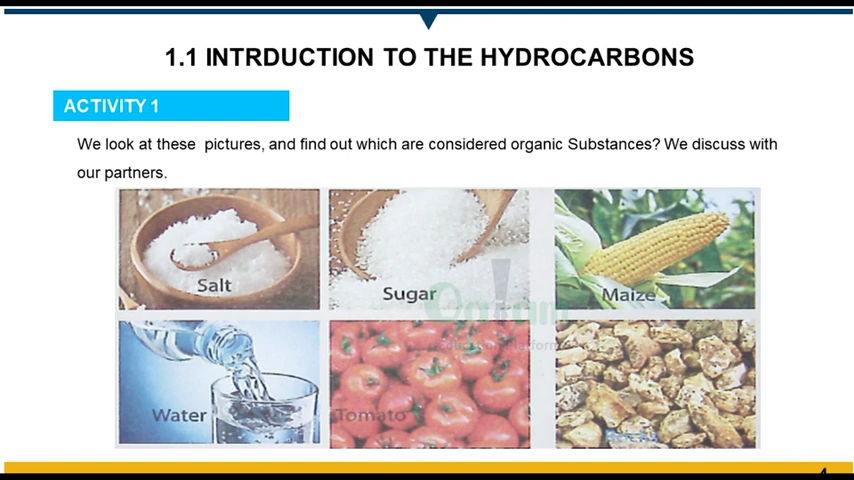 1.1 INTRDUCTION TO THE HYDROCARBONS
ACTIVITY 1
We look at these pictures, and find out which are considered organic Substances? We discuss with
our partners.
Salt
Sugar
Maize
Water
Tomato
4